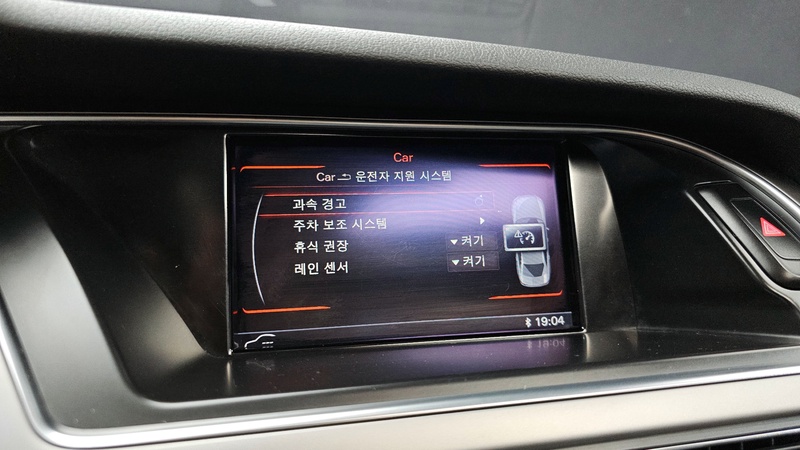 Car
Car 운전자 지원 시스템
과속 경고
주차 보조 시스템
휴식 권장 켜기
레인 센서 켜기
19:04